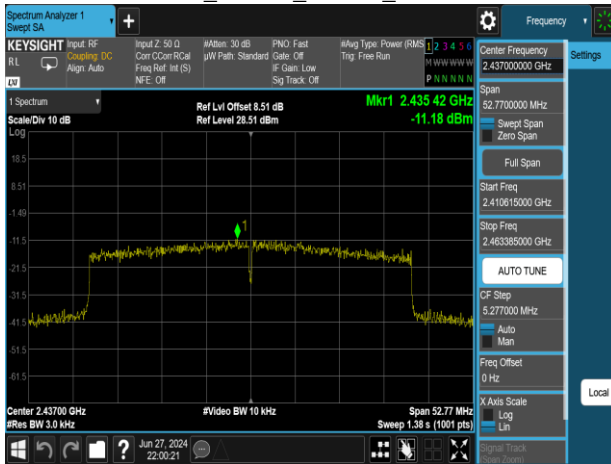 Spectrum Analyzer 1
Swept SA
+
Frequency
KEYSIGHT
RL
LXI
Input: RF
Coupling: DC
Align: Auto
Input Z: 50 Ω
Corr CCorr RCal
Freq Ref: Int (S)
NFE: Off
#Atten: 30 dB
µW Path: Standard
PNO: Fast
Gate: Off
IF Gain: Low
Sig Track: Off
#Avg Type: Power (RMS
Trig: Free Run
1 2 3 4 5 6
M W W W W W
P N N N N N
Center Frequency
2.437000000 GHz
Settings
Span
52.7700000 MHz
Swept Span
Zero Span
Full Span
Start Freq
2.410615000 GHz
Stop Freq
2.463385000 GHz
AUTO TUNE
CF Step
5.277000 MHz
Auto
Man
Freq Offset
0 Hz
Local
X Axis Scale
Log
Lin
Signal Track
(Span Zoom)
1 Spectrum
Scale/Div 10 dB
Log
Ref Lvl Offset 8.51 dB
Ref Level 28.51 dBm
Mkr1 2.435 42 GHz
-11.18 dBm
18.5
8.51
-1.49
-11.5
-21.5
-31.5
-41.5
-51.5
-61.5
1
Center 2.43700 GHz
#Res BW 3.0 kHz
#Video BW 10 kHz
Span 52.77 MHz
Sweep 1.38 s (1001 pts)
?
Jun 27, 2024
22:00:21